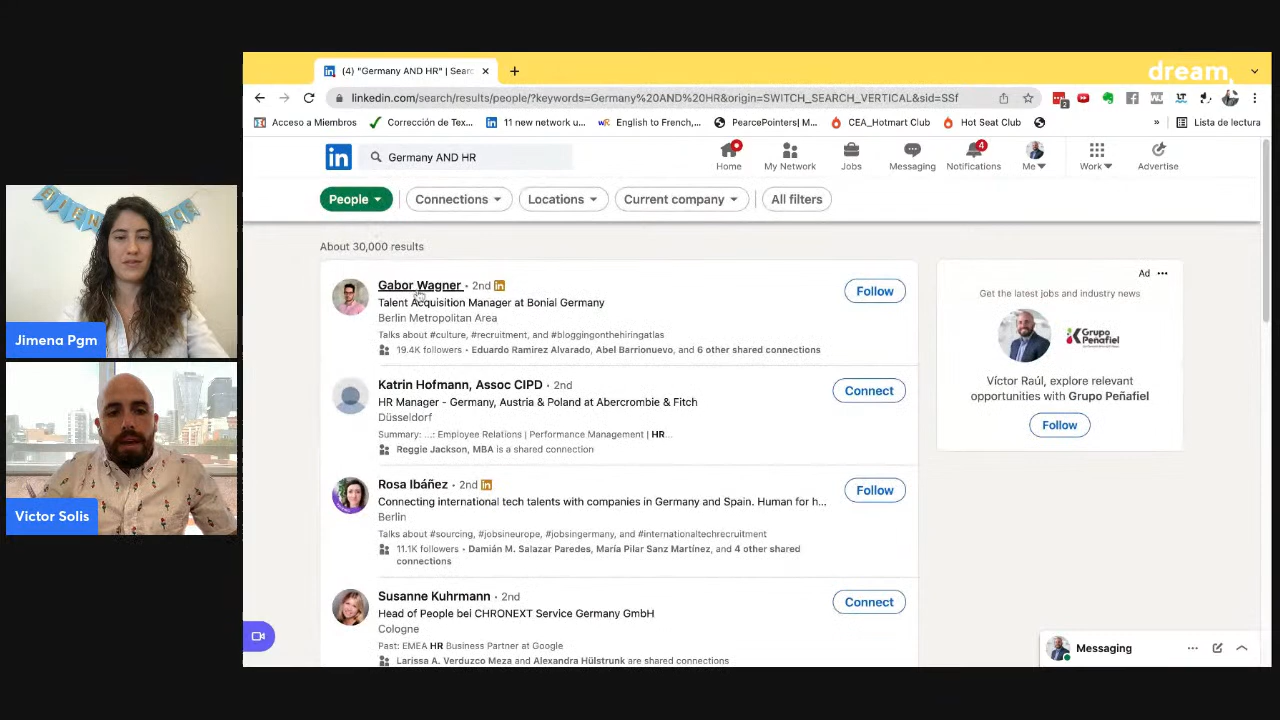 (4) "Germany AND HR" | Searc
dream
linkedin.com/search/results/people/?keywords=Germany%20AND%20HR&origin=SWITCH_SEARCH_VERTICAL&sid=SSf
2
Acceso a Miembros
Corrección de Tex...
11 new network u...
English to French,...
PearcePointers| M...
CEA_Hotmart Club
Hot Seat Club
»
Lista de lectura
in
Germany AND HR
Home
My Network
Jobs
Messaging
4
Notifications
Me
Work
Advertise
People
Connections
Locations
Current company
All filters
About 30,000 results
Gabor Wagner • 2nd in
Follow
Talent Acquisition Manager at Bonial Germany
Berlin Metropolitan Area
Talks about #culture, #recruitment, and #bloggingonthehiringatlas
19.4K followers • Eduardo Ramirez Alvarado, Abel Barrionuevo, and 6 other shared connections
Katrin Hofmann, Assoc CIPD • 2nd
Connect
HR Manager - Germany, Austria & Poland at Abercrombie & Fitch
Düsseldorf
Summary: ...: Employee Relations | Performance Management | HR...
Reggie Jackson, MBA is a shared connection
Rosa Ibáñez • 2nd in
Follow
Connecting international tech talents with companies in Germany and Spain. Human for h...
Berlin
Talks about #sourcing, #jobsineurope, #jobsingermany, and #internationaltechrecruitment
11.1K followers • Damián M. Salazar Paredes, María Pilar Sanz Martínez, and 4 other shared
connections
Susanne Kuhrmann • 2nd
Connect
Head of People bei CHRONEXT Service Germany GmbH
Cologne
Past: EMEA HR Business Partner at Google
Larissa A. Verduzco Meza and Alexandra Hülstrunk are shared connections
Ad •••
Get the latest jobs and industry news
Grupo
Peñafiel
Víctor Raúl, explore relevant
opportunities with Grupo Peñafiel
Follow
Messaging
Jimena Pgm
Victor Solis